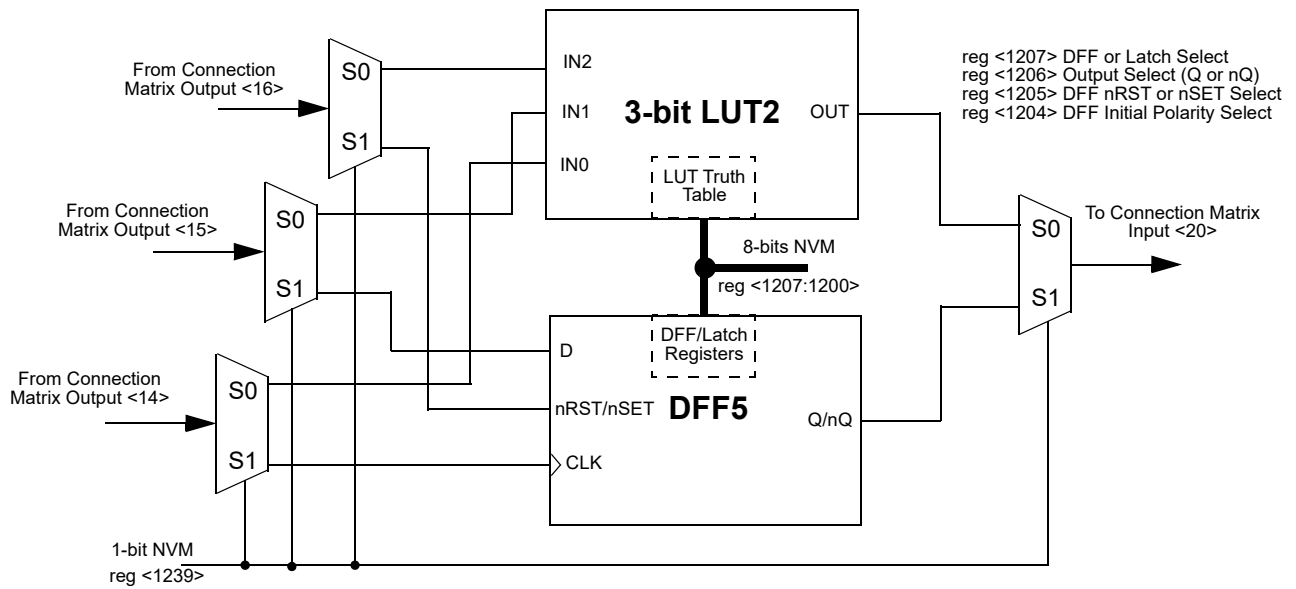 From Connection
Matrix Output <16>
S0
S1
IN2
IN1
IN0
3-bit LUT2
OUT
LUT Truth
Table
reg <1207> DFF or Latch Select
reg <1206> Output Select (Q or nQ)
reg <1205> DFF nRST or nSET Select
reg <1204> DFF Initial Polarity Select
From Connection
Matrix Output <15>
S0
S1
8-bits NVM
reg <1207:1200>
S0
S1
To Connection Matrix
Input <20>
From Connection
Matrix Output <14>
S0
S1
D
nRST/nSET
CLK
DFF/Latch
Registers
DFF5
Q/nQ
1-bit NVM
reg <1239>